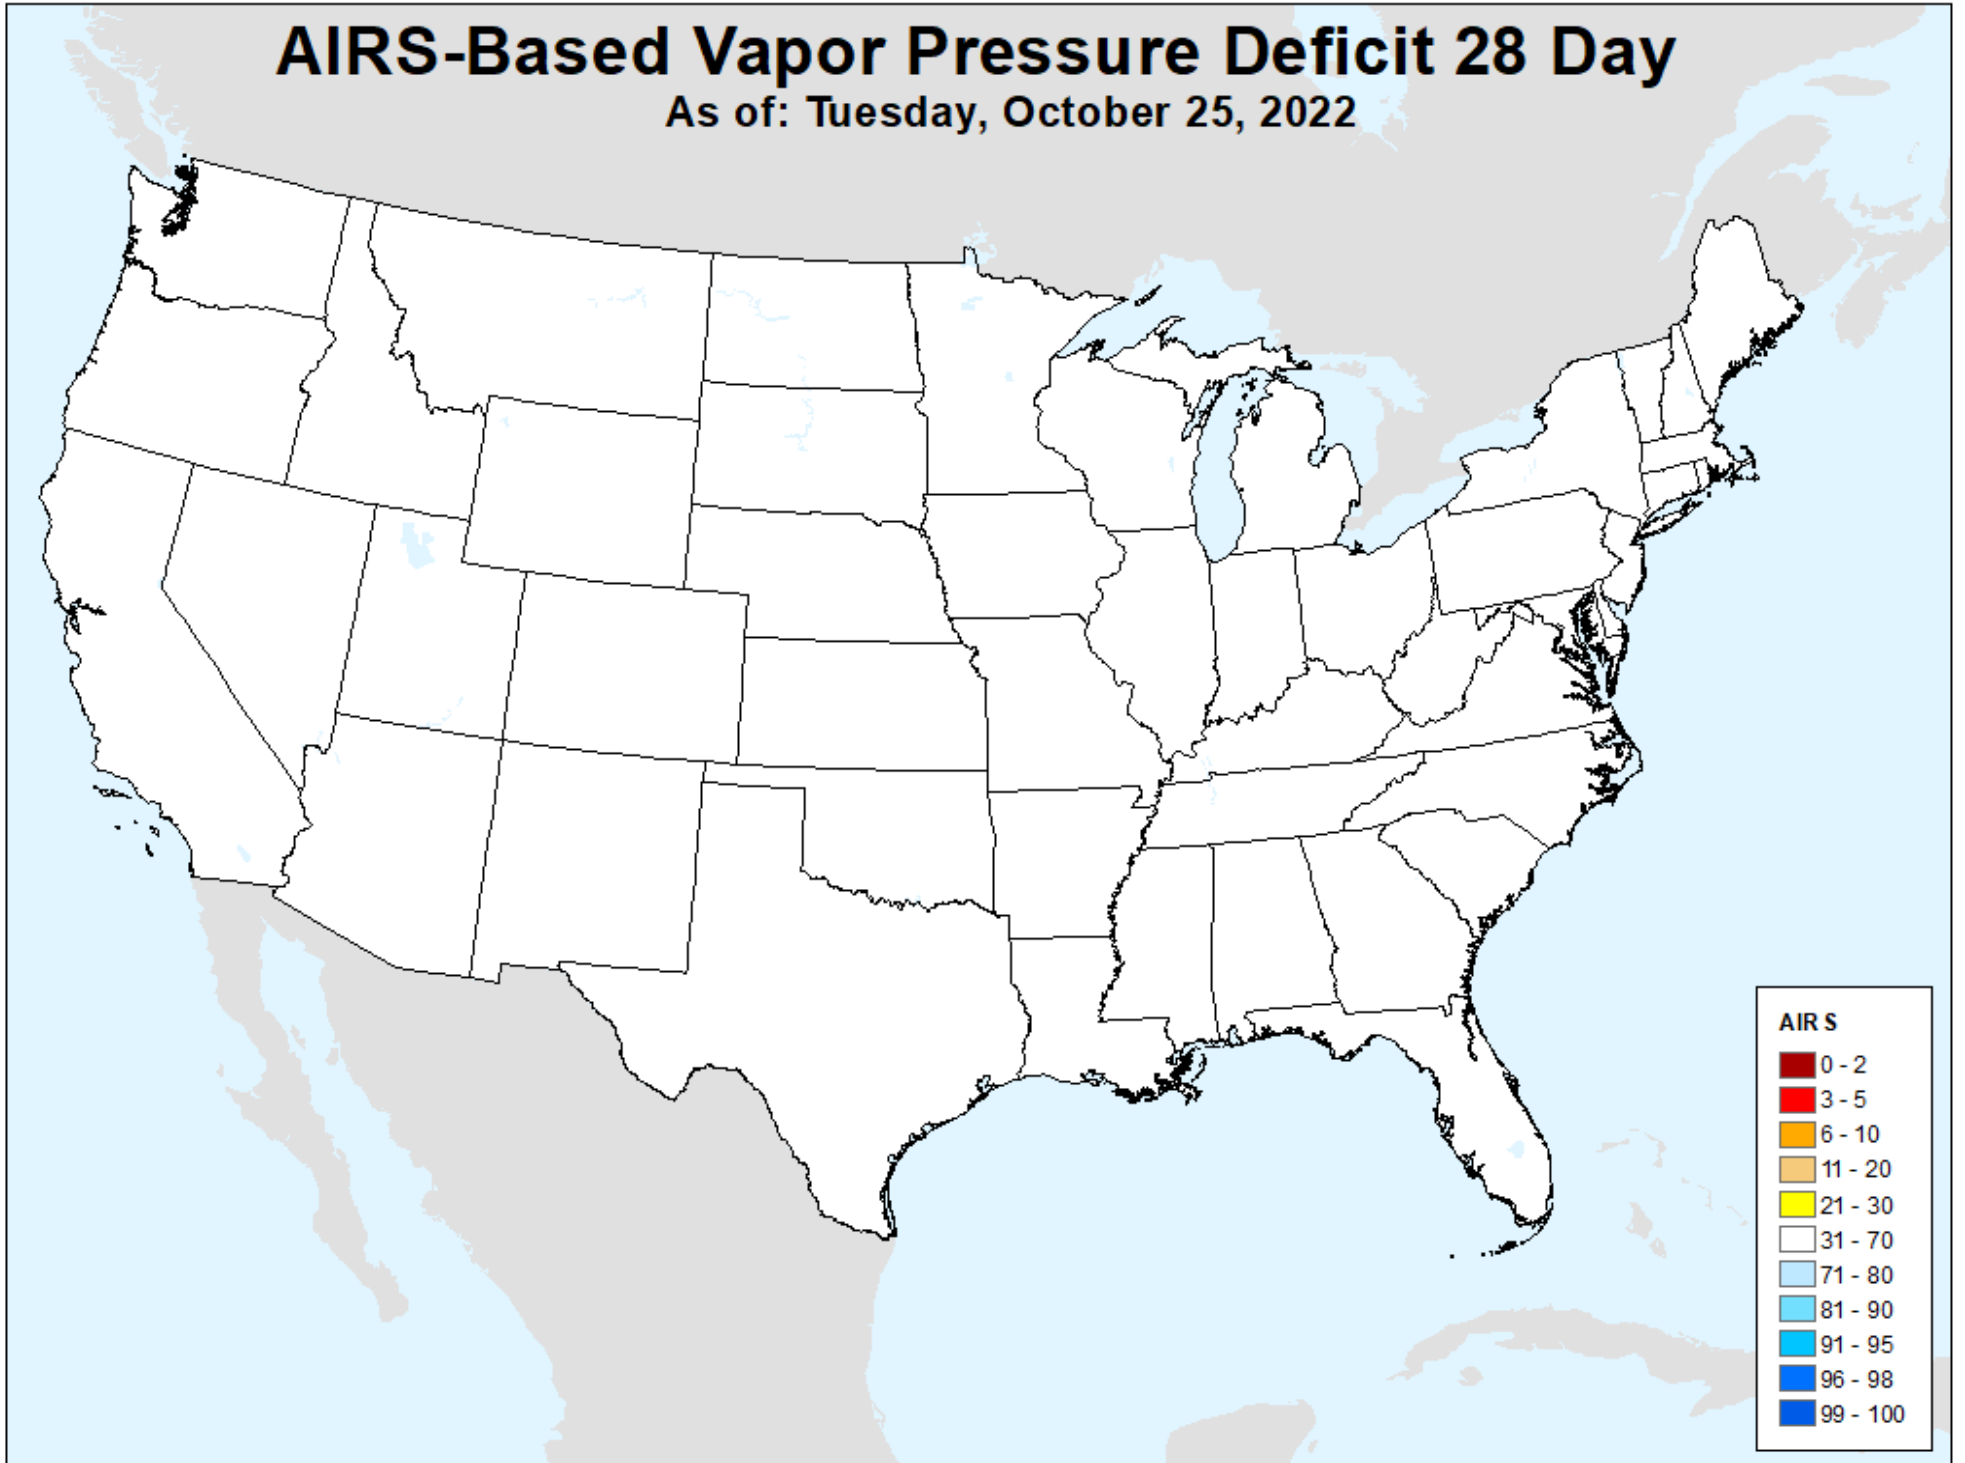 AIRS-Based Vapor Pressure Deficit 28 Day
As of: Tuesday, October 25, 2022
AIRS
0 - 2
3 - 5
6 - 10
11 - 20
21 - 30
31 - 70
71 - 80
81 - 90
91 - 95
96 - 98
99 - 100